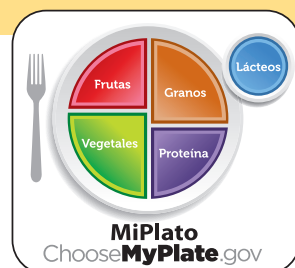 Lácteos
Frutas
Granos
Vegetales
Proteína
MiPlato
ChooseMyPlate.gov